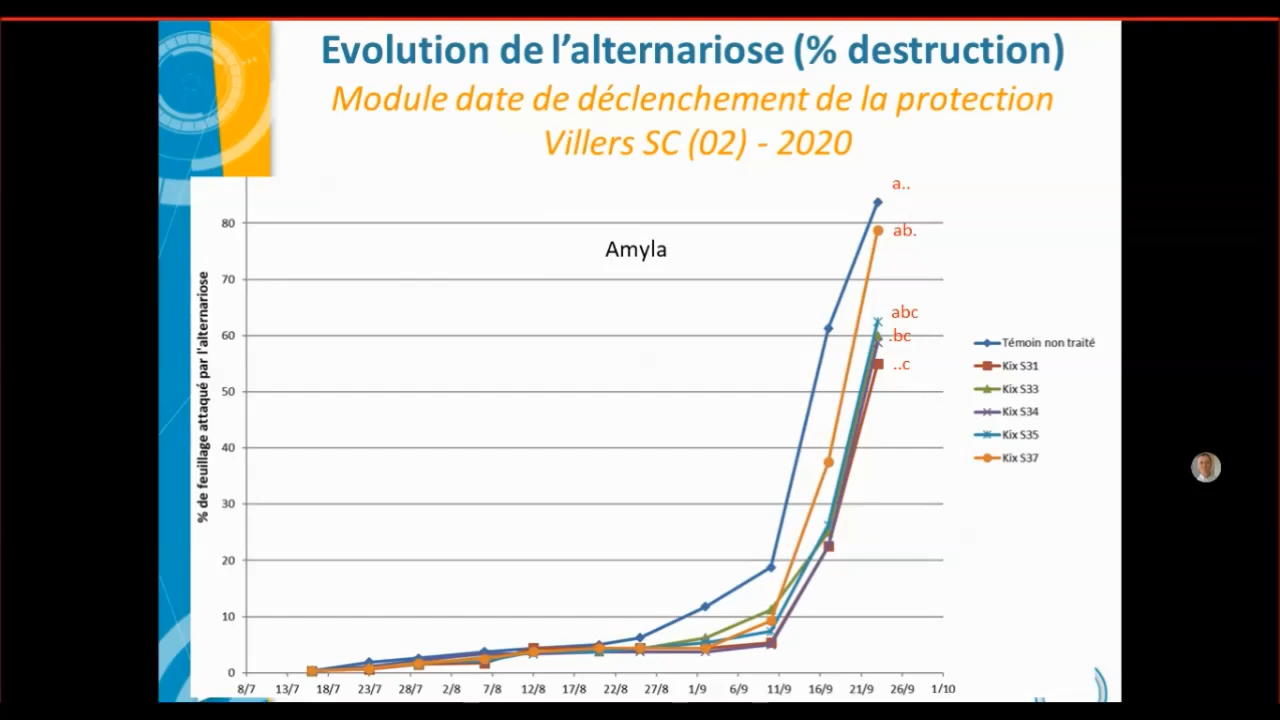 Evolution de l'alternariose (% destruction)
Module date de déclenchement de la protection
Villers SC (02) - 2020
a..
80
ab.
Amyla
70
abc
60
.bc
..c
50
40
30
20
10
0
% de feuillage attaqué par l'alternariose
Témoin non traité
Kix S31
Kix S33
Kix S34
Kix S35
Kix S37
8/7 13/7 18/7 23/7 28/7 2/8 7/8 12/8 17/8 22/8 27/8 1/9 6/9 11/9 16/9 21/9 26/9 1/10